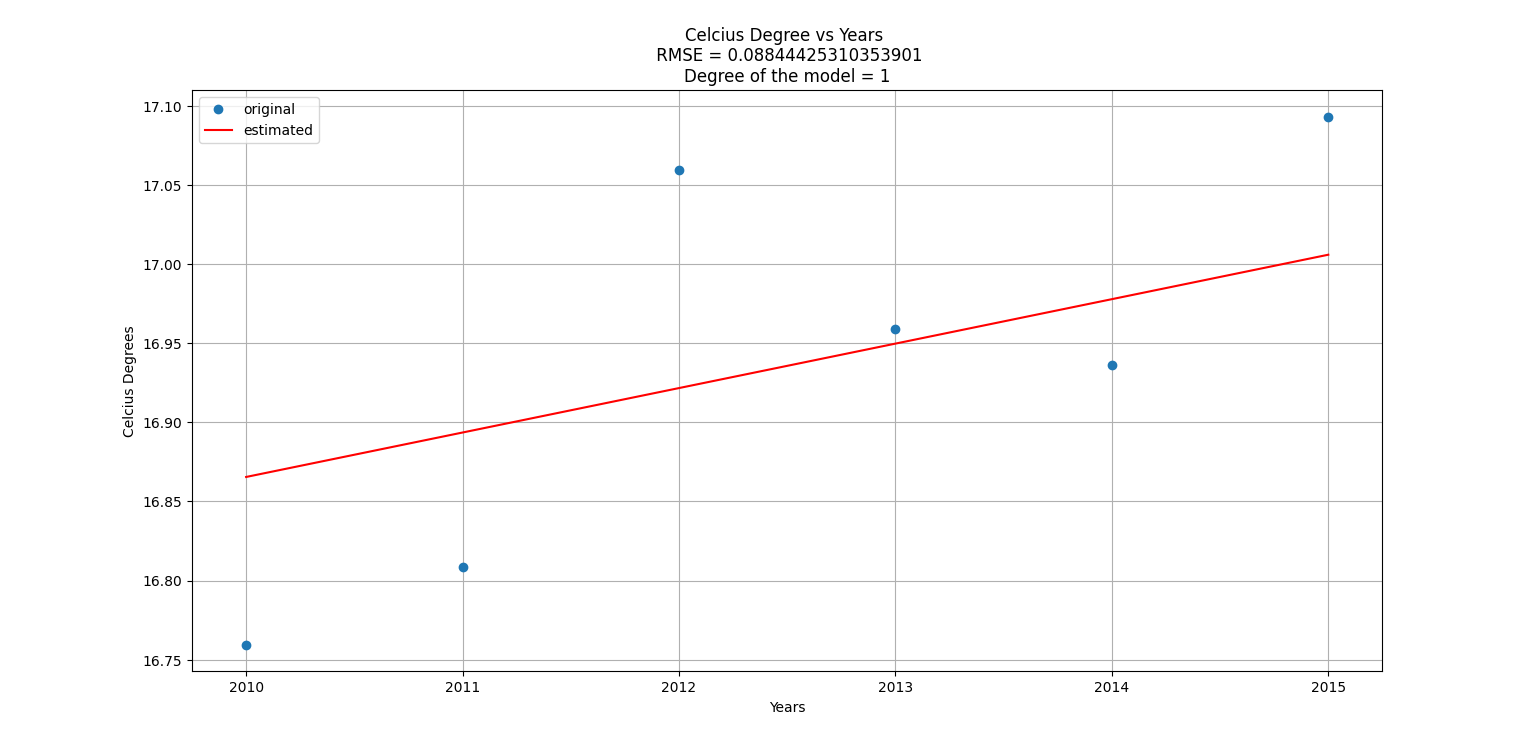 Celcius Degree vs Years
RMSE = 0.08844425310353901
Degree of the model = 1
original
estimated
17.10
17.05
17.00
16.95
16.90
16.85
16.80
16.75
Celcius Degrees
2010 2011 2012 2013 2014 2015
Years